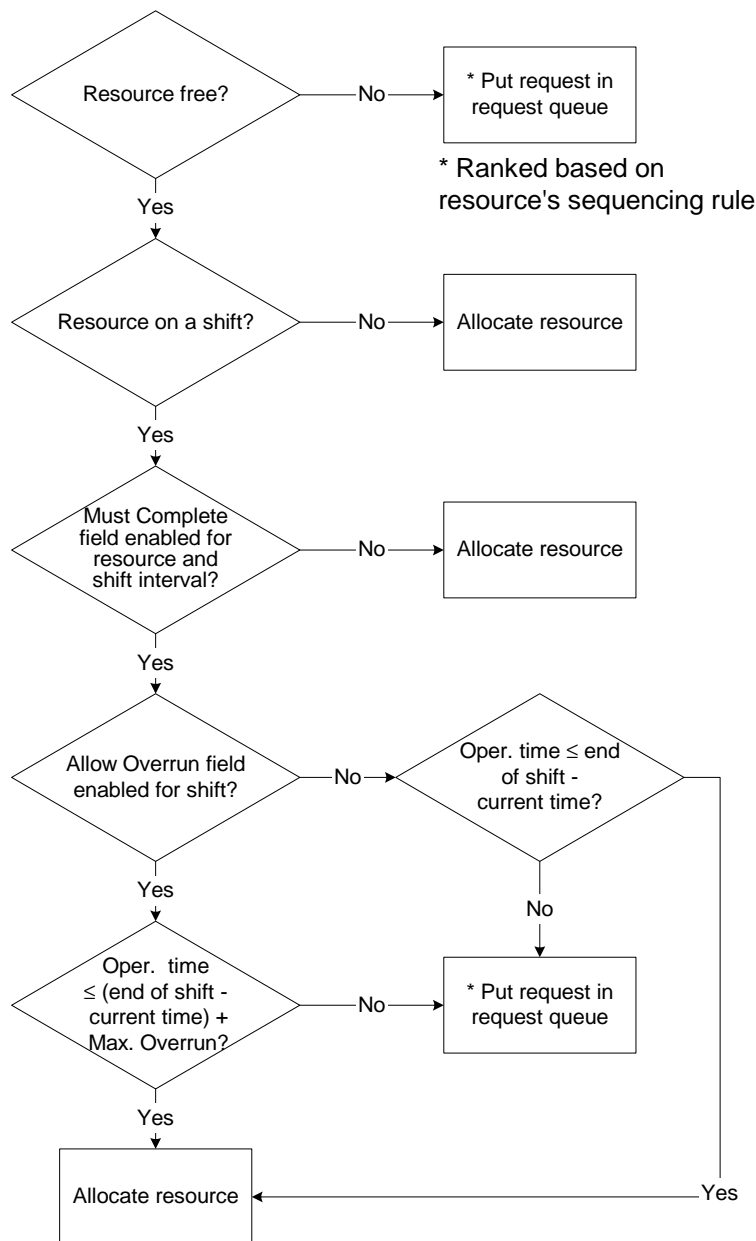 Resource free?
No
* Put request in
request queue
* Ranked based on
resource's sequencing rule
Yes
Resource on a shift?
No
Allocate resource
Yes
Must Complete
field enabled for
resource and
shift interval?
No
Allocate resource
Yes
Allow Overrun field
enabled for shift?
No
Oper. time ≤ end
of shift -
current time?
Yes
No
Oper. time
≤ (end of shift -
current time) +
Max. Overrun?
No
* Put request in
request queue
Yes
Allocate resource
Yes